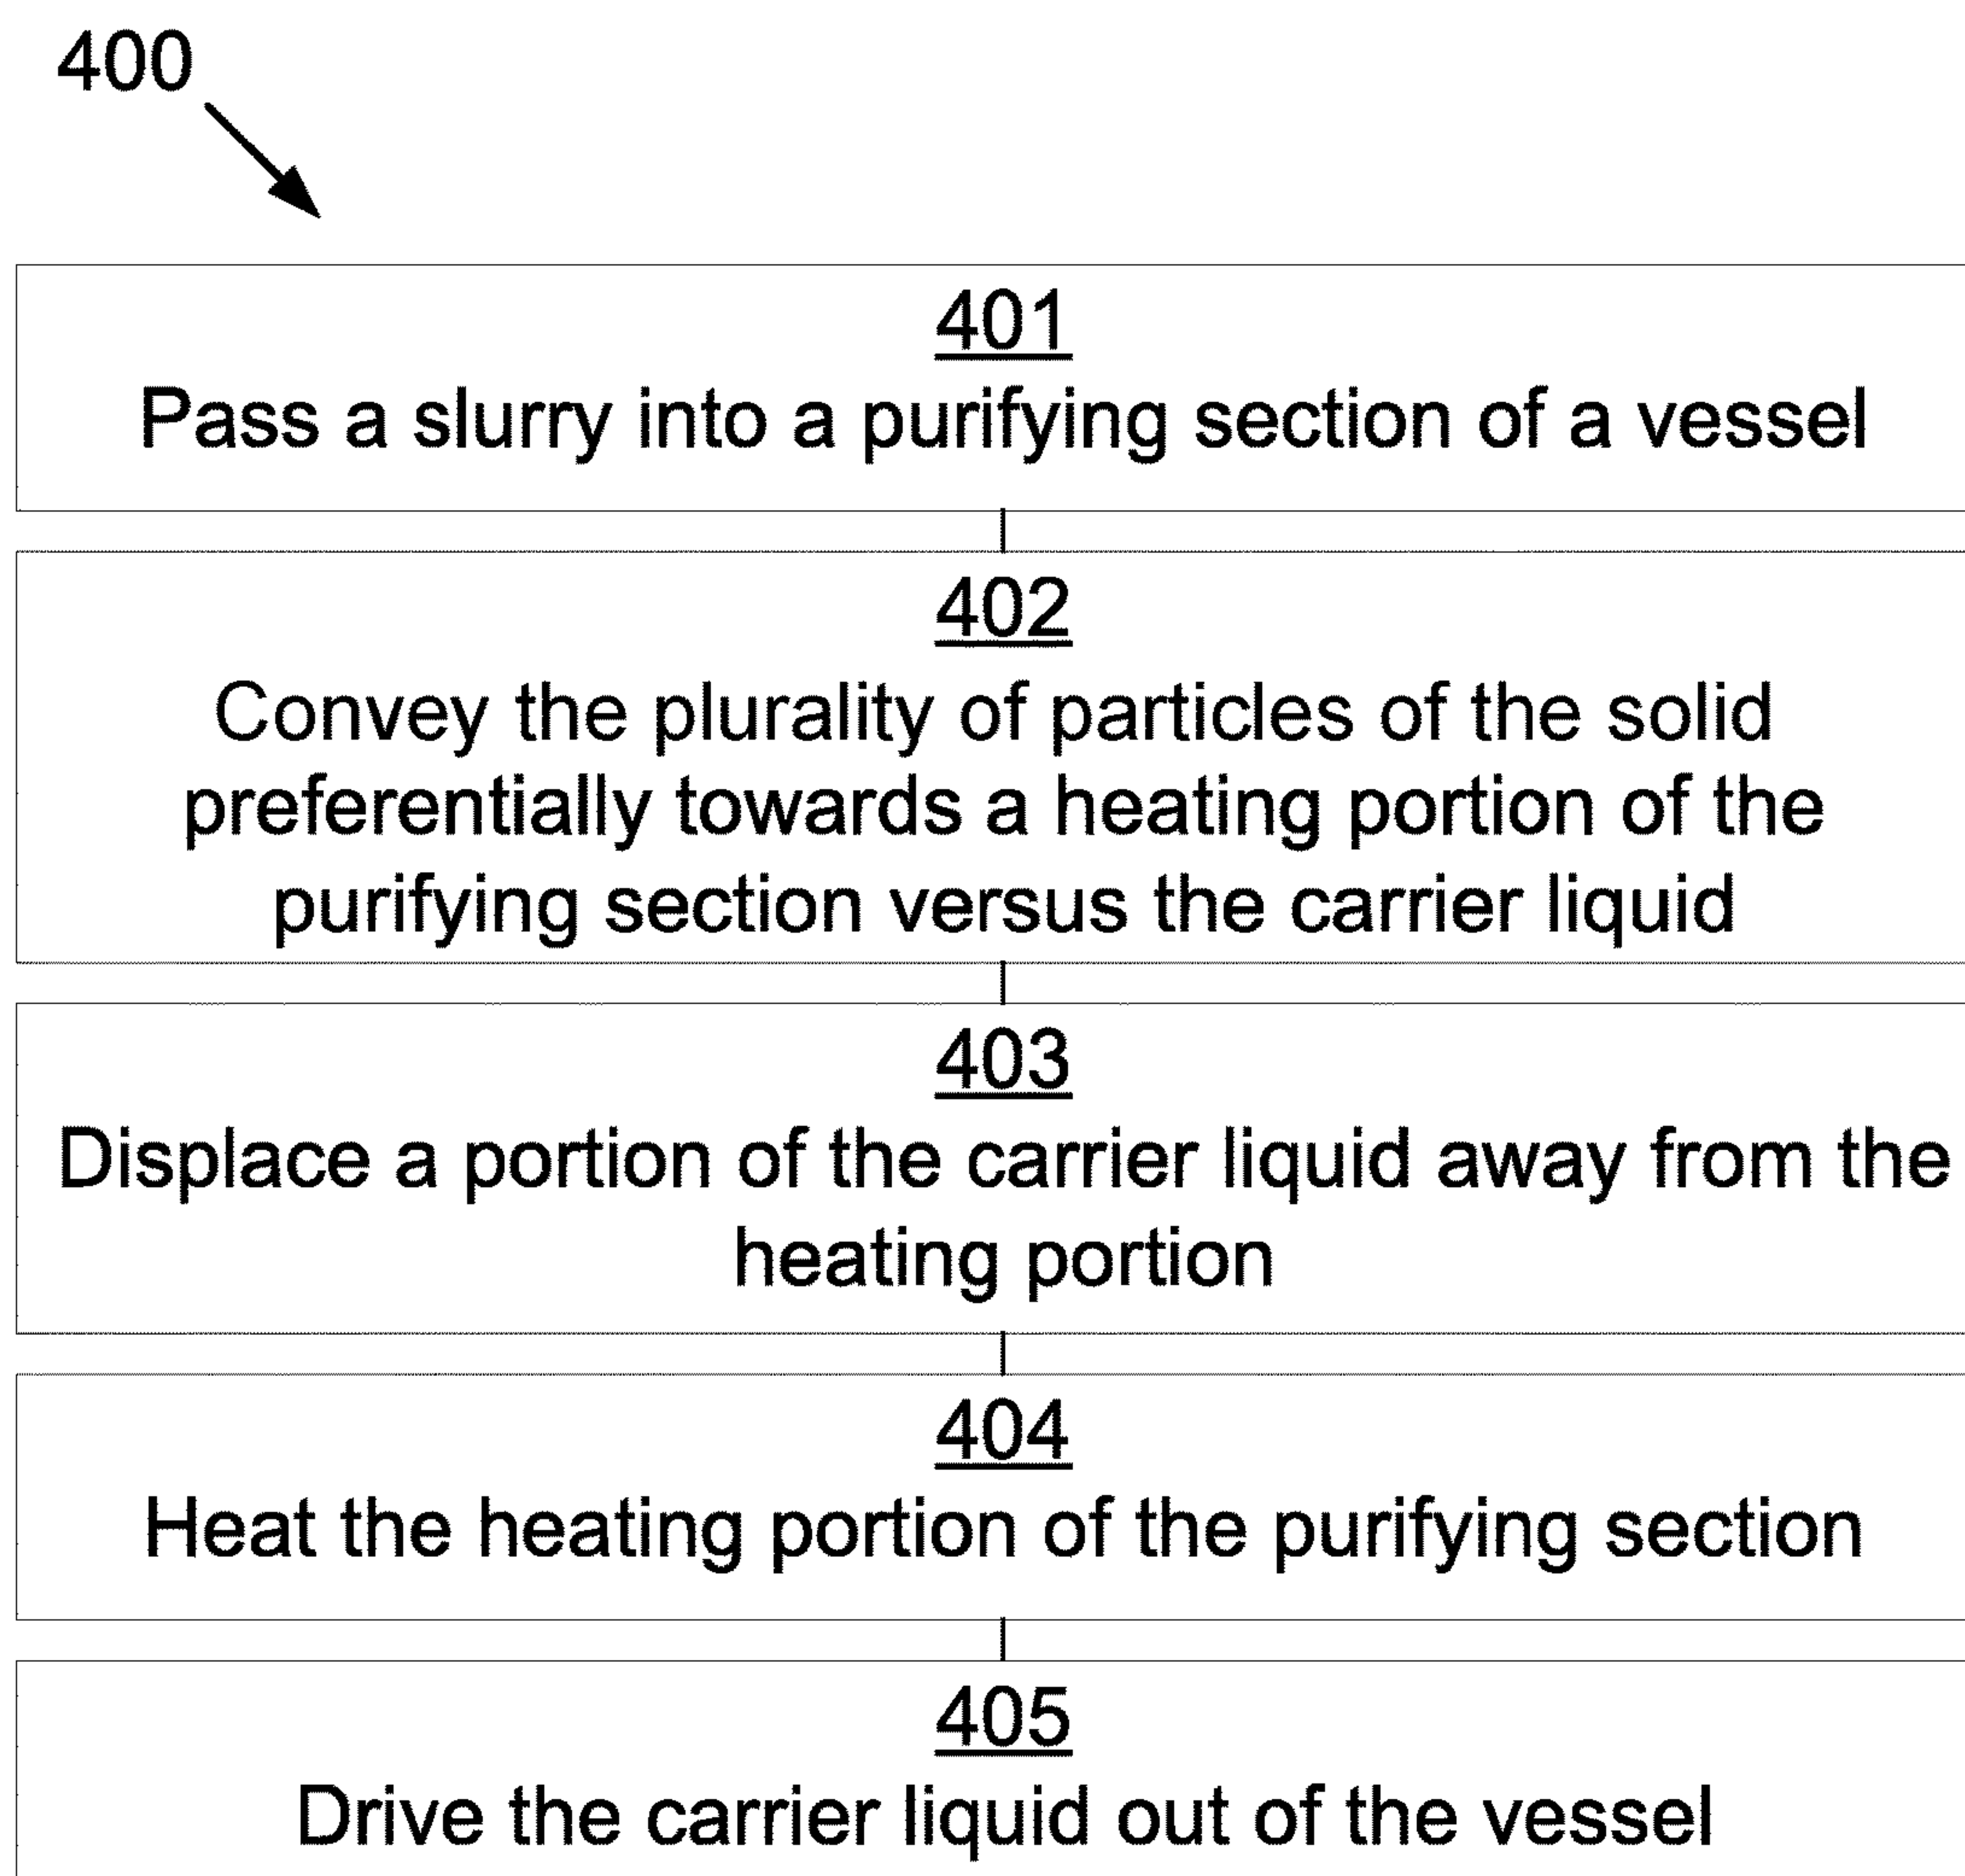 400
401
Pass a slurry into a purifying section of a vessel
402
Convey the plurality of particles of the solid
preferentially towards a heating portion of the
purifying section versus the carrier liquid
403
Displace a portion of the carrier liquid away from the
heating portion
404
Heat the heating portion of the purifying section
405
Drive the carrier liquid out of the vessel